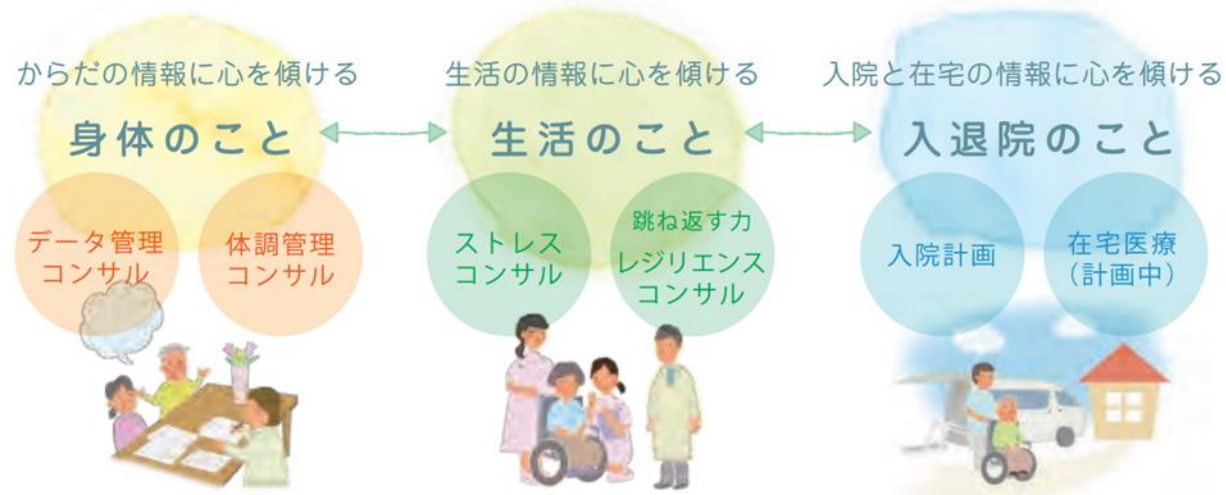 からだの情報に心を傾ける
身体のこと
データ管理
コンサル
体調管理
コンサル
生活の情報に心を傾ける
生活のこと
ストレス
コンサル
跳ね返す力
レジリエンス
コンサル
入院と在宅の情報に心を傾ける
入退院のこと
入院計画
在宅医療
(計画中)